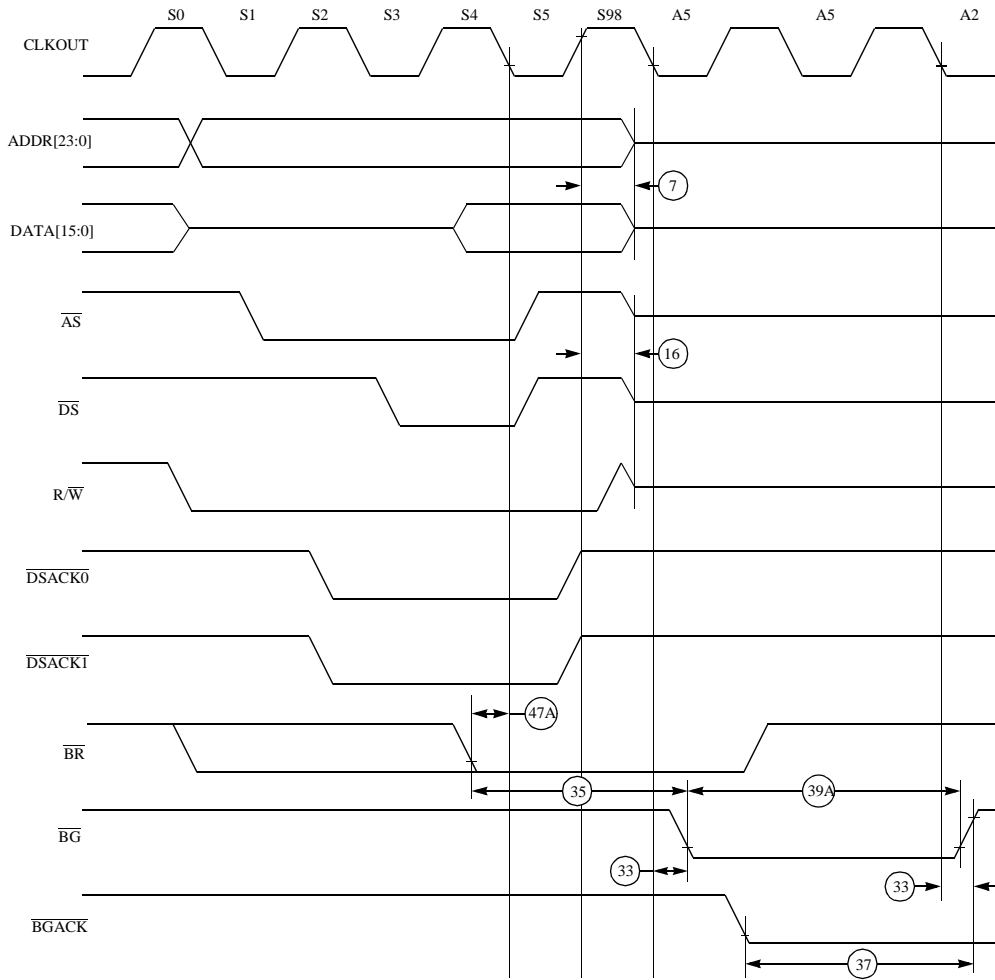 S0 S1 S2 S3 S4 S5 S98 A5 A5 A2
CLKOUT
ADDR[23:0]
7
DATA[15:0]
AS
16
DS
R/W
DSACK0
DSACK1
47A
BR
35 39A
BG
33 33
BGACK
37